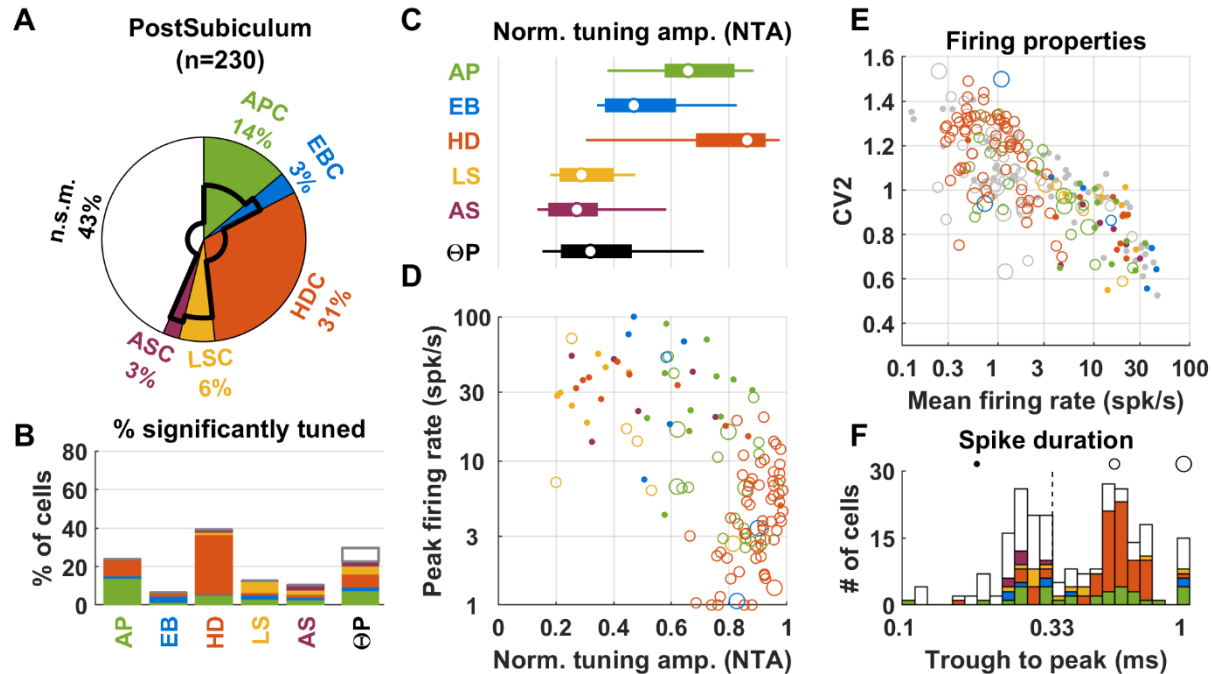 A
PostSubiculum
(n=230)
APC
14%
EBC
3%
HDC
31%
LSC
6%
ASC
3%
n.s.m.
43%
B
% significantly tuned
% of cells
80
60
40
20
0
AP
EB
HD
LS
AS
ΘP
C
Norm. tuning amp. (NTA)
AP
EB
HD
LS
AS
ΘP
D
Peak firing rate (spk/s)
100
30
10
3
1
0 0.2 0.4 0.6 0.8 1
Norm. tuning amp. (NTA)
E
Firing properties
CV2
1.6
1.4
1.2
1
0.8
0.6
0.4
0.1 0.3 1 3 10 30 100
Mean firing rate (spk/s)
F
Spike duration
# of cells
30
15
0
0.1 0.33 1
Trough to peak (ms)